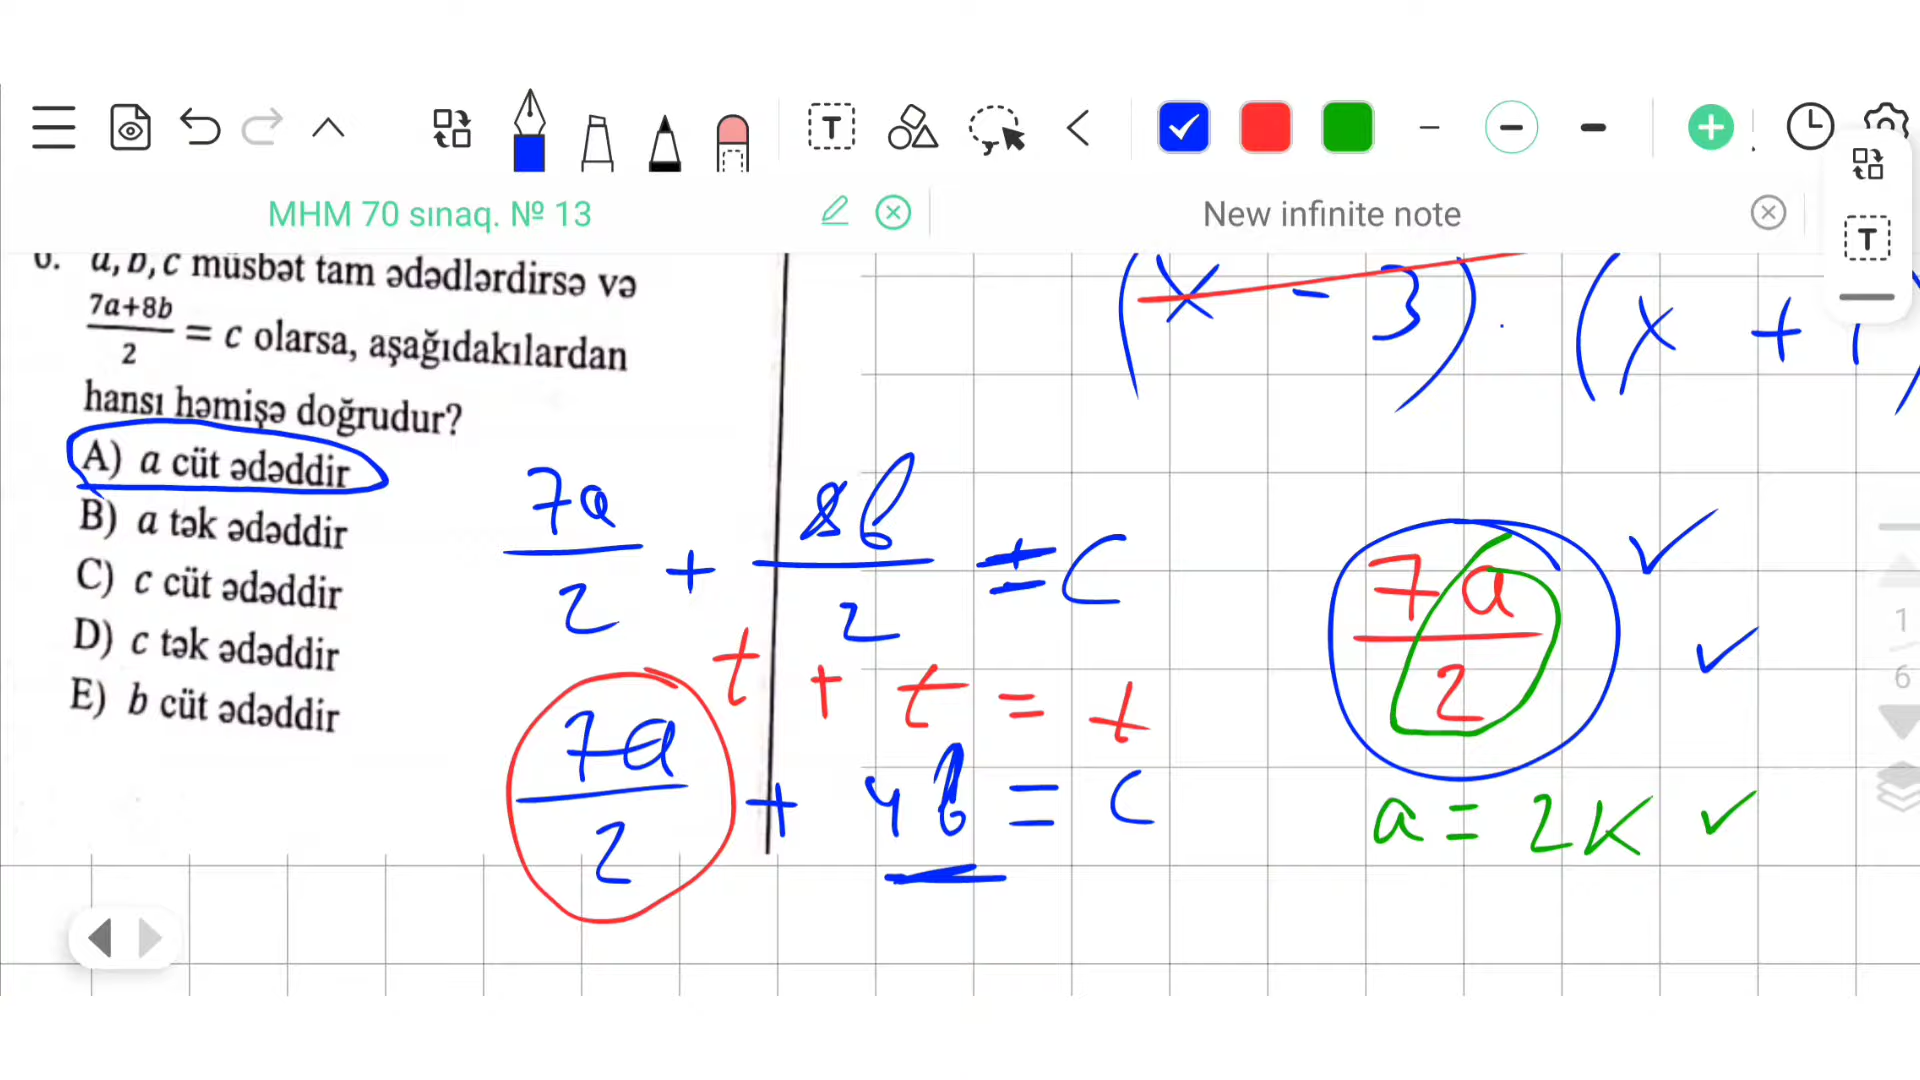 T
T
MHM 70 sınaq. № 13
New infinite note
6. a, b, c müsbət tam ədədlərdirsə və
7a+8b
2
= c olarsa, aşağıdakılardan
hansı həmişə doğrudur?
A) a cüt ədəddir
B) a tək ədəddir
C) c cüt ədəddir
D) c tək ədəddir
E) b cüt ədəddir
(x - 3) · (x + 1
7a/2 + 8b/2 = C
t + t = t
7a/2 + 4b = C
7a/2
a = 2k
1
6